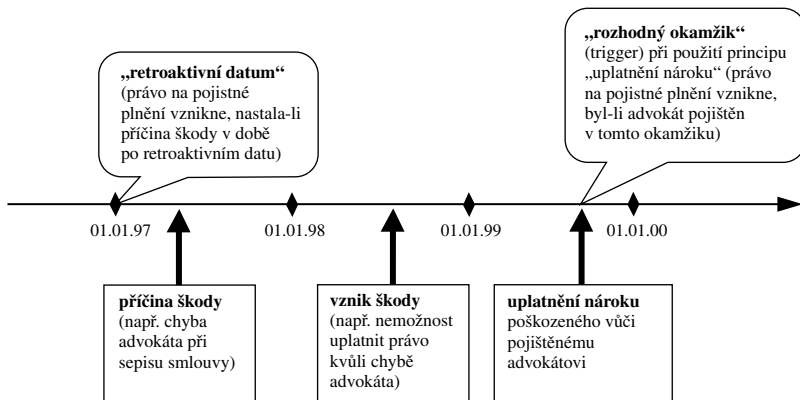 „retroaktivní datum“
(právo na pojistné
plnění vznikne, nastala-li
příčina škody v době
po retroaktivním datu)
„rozhodný okamžik“
(trigger) při použití principu
„uplatnění nároku“ (právo
na pojistné plnění vznikne,
byl-li advokát pojištěn
v tomto okamžiku)
01.01.97
01.01.98
01.01.99
01.01.00
příčina škody
(např. chyba
advokáta při
sepisu smlouvy)
vznik škody
(např. nemožnost
uplatnit právo
kvůli chybě
advokáta)
uplatnění nároku
poškozeného vůči
pojištěnému
advokátovi